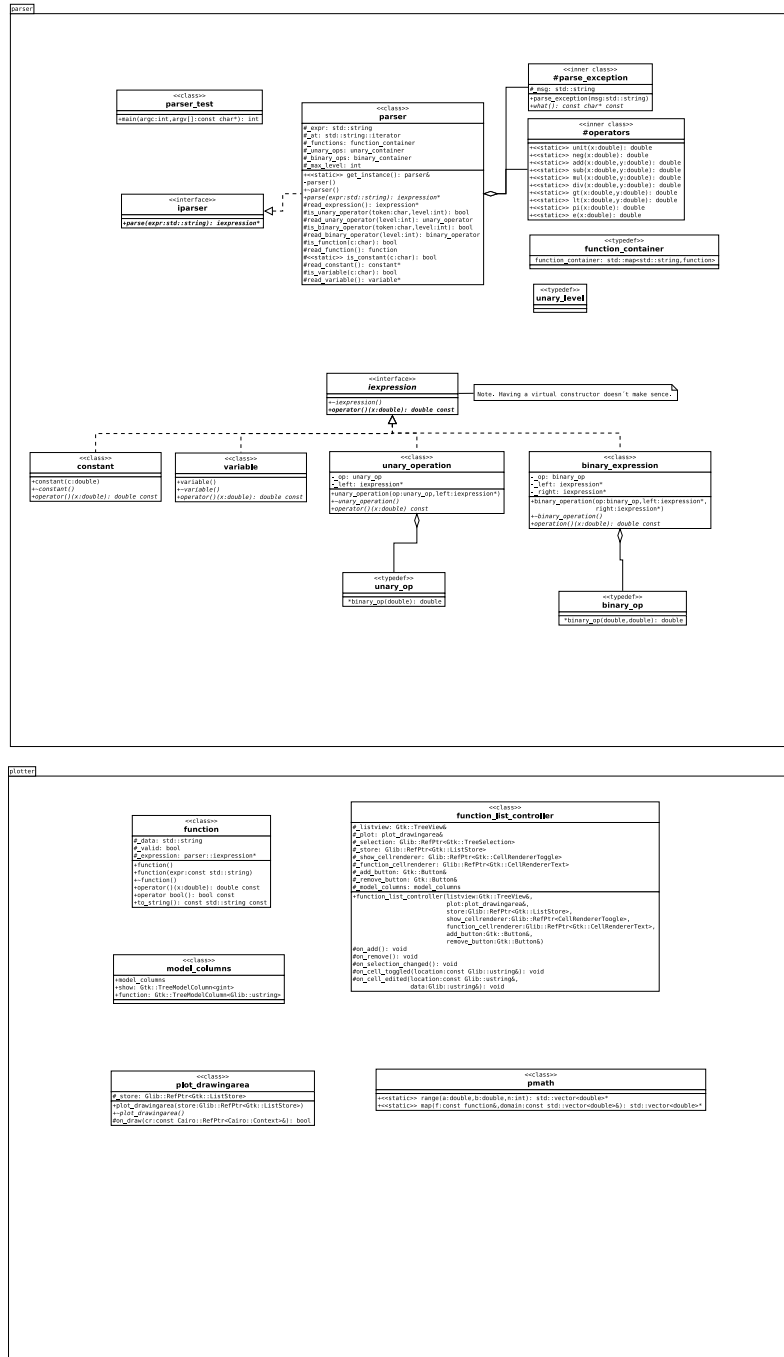 parser
<<class>>
parser_test
+main(argc:int,argv[]:const char*): int
<<class>>
parser
#_expr: std::string
#_at: std::string::iterator
#_functions: function_container
#_unary_ops: unary_container
#_binary_ops: binary_container
#_max_level: int
+<<static>> get_instance(): parser&
-parser()
+~parser()
+parse(expr:std::string): iexpression*
#read_expression(): iexpression*
#is_unary_operator(token:char,level:int): bool
#read_unary_operator(level:int): unary_operator
#is_binary_operator(token:char,level:int): bool
#read_binary_operator(level:int): binary_operator
#is_function(c:char): bool
#read_function(): function
#<<static>> is_constant(c:char): bool
#read_constant(): constant*
#is_variable(c:char): bool
#read_variable(): variable*
<<inner class>>
#parse_exception
#_msg: std::string
+parse_exception(msg:std::string)
+what(): const char* const
<<inner class>>
#operators
+<<static>> unit(x:double): double
+<<static>> neg(x:double): double
+<<static>> add(x:double,y:double): double
+<<static>> sub(x:double,y:double): double
+<<static>> mul(x:double,y:double): double
+<<static>> div(x:double,y:double): double
+<<static>> gt(x:double,y:double): double
+<<static>> lt(x:double,y:double): double
+<<static>> pi(x:double): double
+<<static>> e(x:double): double
<<interface>>
iparser
+parse(expr:std::string): iexpression*
<<typedef>>
function_container
function_container: std::map<std::string,function>
<<typedef>>
unary_level
<<interface>>
iexpression
+~iexpression()
+operator()(x:double): double const
Note. Having a virtual constructor doesn´t make sence.
<<class>>
constant
+constant(c:double)
+~constant()
+operator()(x:double): double const
<<class>>
variable
+variable()
+~variable()
+operator()(x:double): double const
<<class>>
unary_operation
-_op: unary_op
-_left: iexpression*
+unary_operation(op:unary_op,left:iexpression*)
+~unary_operation()
+operator()(x:double) const
<<class>>
binary_expression
-_op: binary_op
-_left: iexpression*
-_right: iexpression*
+binary_operation(op:binary_op,left:iexpression*,
right:iexpression*)
+~binary_operation()
+operation()(x:double): double const
<<typedef>>
unary_op
*binary_op(double): double
<<typedef>>
binary_op
*binary_op(double,double): double
plotter
<<class>>
function
#_data: std::string
#_valid: bool
#_expression: parser::iexpression*
+function()
+function(expr:const std::string)
+~function()
+operator()(x:double): double const
+operator bool(): bool const
+to_string(): const std::string const
<<class>>
function_list_controller
#_listview: Gtk::TreeView&
#_plot: plot_drawingarea&
#_selection: Glib::RefPtr<Gtk::TreeSelection>
#_store: Glib::RefPtr<Gtk::ListStore>
#_show_cellrenderer: Glib::RefPtr<Gtk::CellRendererToggle>
#_function_cellrenderer: Glib::RefPtr<Gtk::CellRendererText>
#_add_button: Gtk::Button&
#_remove_button: Gtk::Button&
#_model_columns: model_columns
+function_list_controller(listview:Gtk::TreeView&,
plot:plot_drawingarea&,
store:Glib::RefPtr<Gtk::ListStore>,
show_cellrenderer:Glib::RefPtr<CellRendererToogle>,
function_cellrenderer:Glib::RefPtr<Gtk::CellRendererText>,
add_button:Gtk::Button&,
remove_button:Gtk::Button&)
#on_add(): void
#on_remove(): void
#on_selection_changed(): void
#on_cell_toggled(location:const Glib::ustring&): void
#on_cell_edited(location:const Glib::ustring&,
data:Glib::ustring&): void
<<class>>
model_columns
+model_columns
+show: Gtk::TreeModelColumn<gint>
+function: Gtk::TreeModelColumn<Glib::ustring>
<<class>>
plot_drawingarea
#_store: Glib::RefPtr<Gtk::ListStore>
+plot_drawingarea(store:Glib::RefPtr<Gtk::ListStore>)
+~plot_drawingarea()
#on_draw(cr:const Cairo::RefPtr<Cairo::Context>&): bool
<<class>>
pmath
+<<static>> range(a:double,b:double,n:int): std::vector<double>*
+<<static>> map(f:const function&,domain:const std::vector<double>&): std::vector<double>*